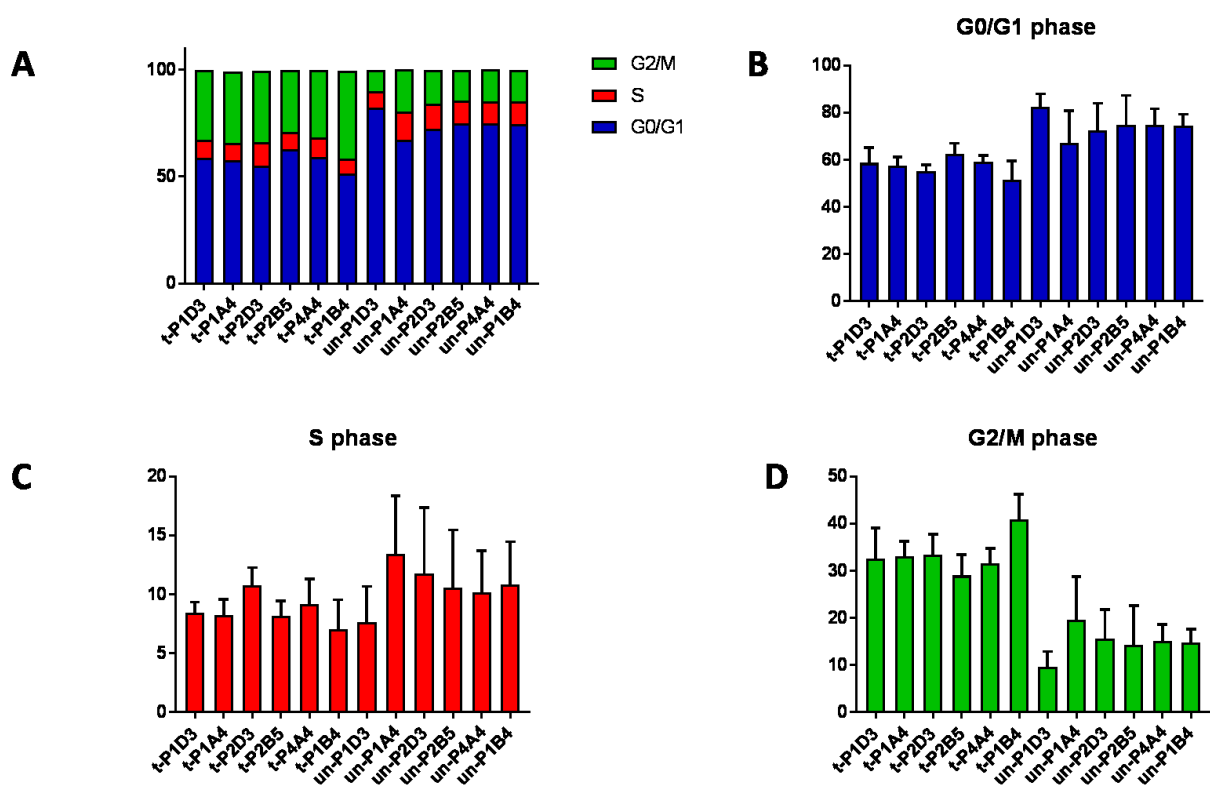 A
100
50
0
t-P1D3
t-P1A4
t-P2D3
t-P2B5
t-P4A4
t-P1B4
un-P1D3
un-P1A4
un-P2D3
un-P2B5
un-P4A4
un-P1B4
G2/M
S
G0/G1
B
G0/G1 phase
100
80
60
40
20
0
t-P1D3
t-P1A4
t-P2D3
t-P2B5
t-P4A4
t-P1B4
un-P1D3
un-P1A4
un-P2D3
un-P2B5
un-P4A4
un-P1B4
C
S phase
20
15
10
5
0
t-P1D3
t-P1A4
t-P2D3
t-P2B5
t-P4A4
t-P1B4
un-P1D3
un-P1A4
un-P2D3
un-P2B5
un-P4A4
un-P1B4
D
G2/M phase
50
40
30
20
10
0
t-P1D3
t-P1A4
t-P2D3
t-P2B5
t-P4A4
t-P1B4
un-P1D3
un-P1A4
un-P2D3
un-P2B5
un-P4A4
un-P1B4